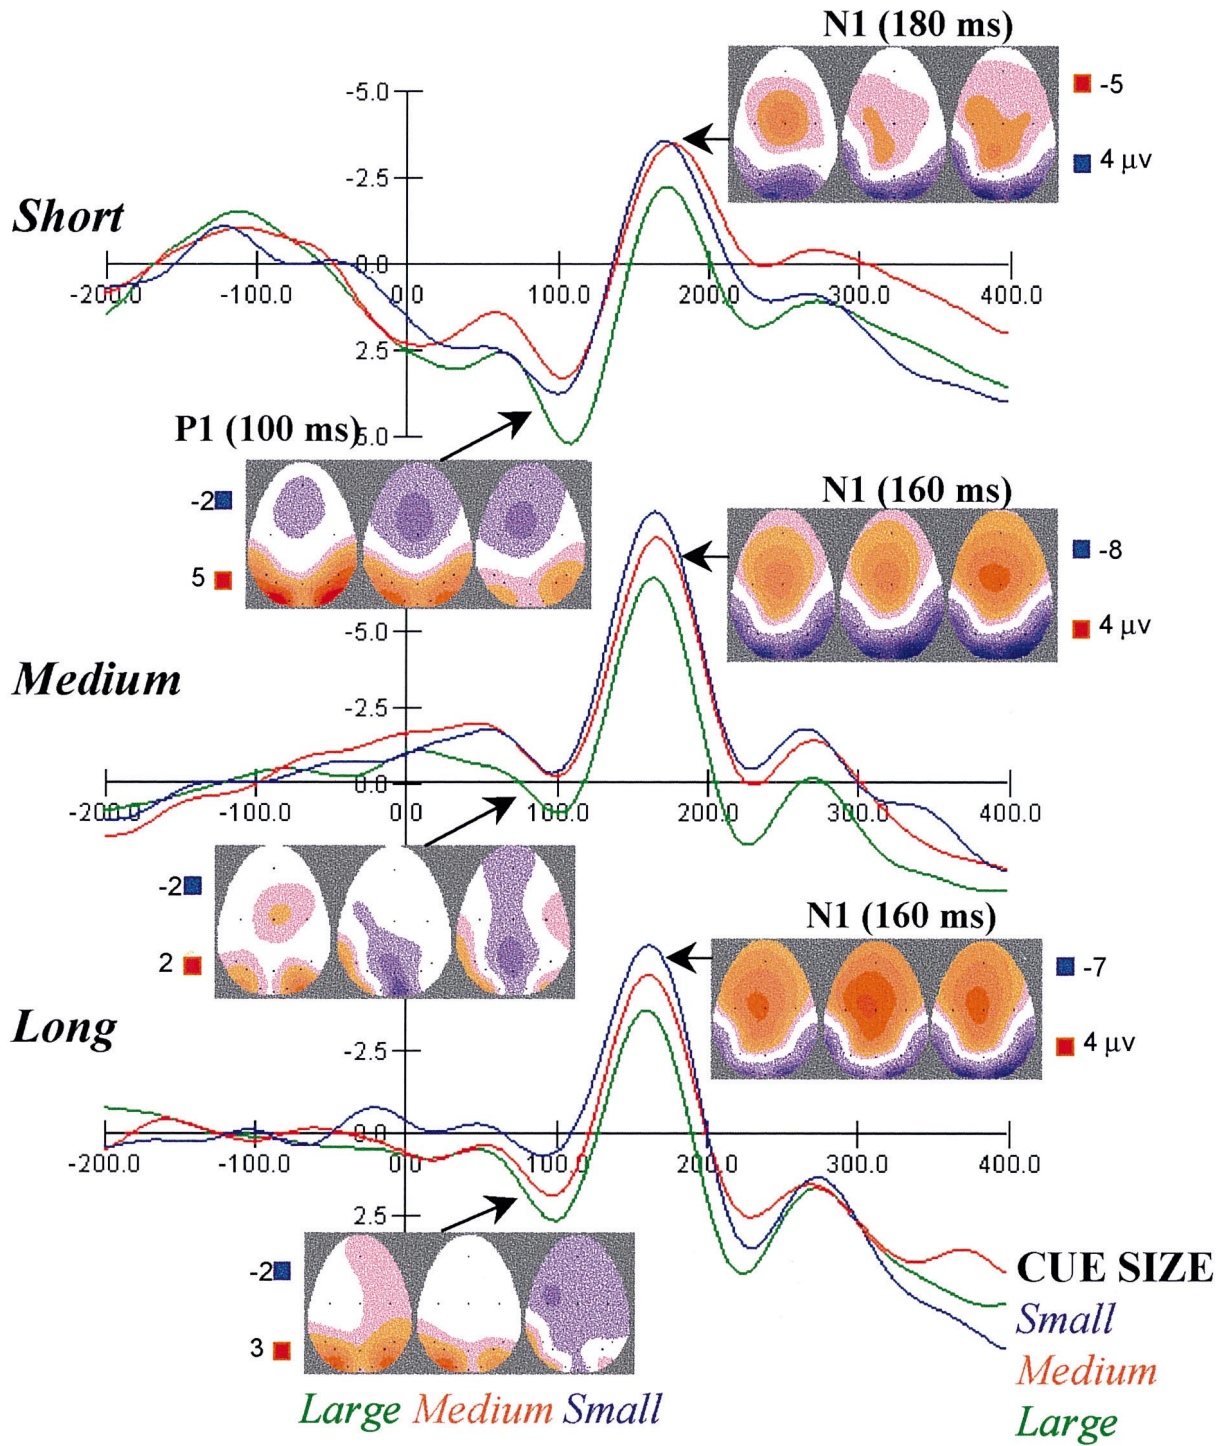 N1 (180 ms)
-5.0
-5
-2.5
4 μv
Short
0.0
-200.0 -100.0 0.0 100.0 200.0 300.0 400.0
2.5
P1 (100 ms)
5.0
-2
5
N1 (160 ms)
-8
4 μv
-5.0
Medium
-2.5
0.0
-200.0 -100.0 0.0 100.0 200.0 300.0 400.0
-2
2
N1 (160 ms)
-7
4 μv
Long
-2.5
0.0
-200.0 -100.0 0.0 100.0 200.0 300.0 400.0
2.5
-2
3
CUE SIZE
Small
Medium
Large
Large Medium Small